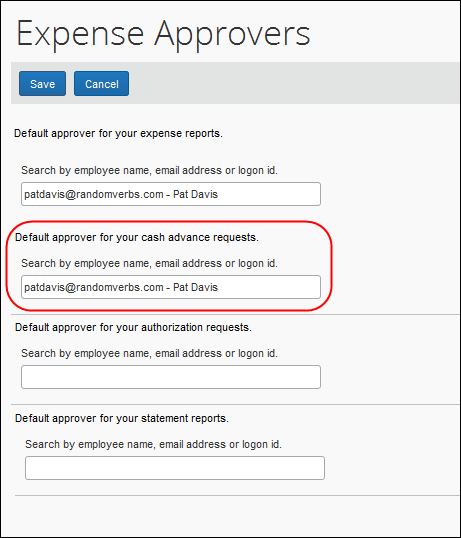 Expense Approvers
Save Cancel
Default approver for your expense reports.
Search by employee name, email address or logon id.
patdavis@randomverbs.com - Pat Davis
Default approver for your cash advance requests.
Search by employee name, email address or logon id.
patdavis@randomverbs.com - Pat Davis
Default approver for your authorization requests.
Search by employee name, email address or logon id.
Default approver for your statement reports.
Search by employee name, email address or logon id.